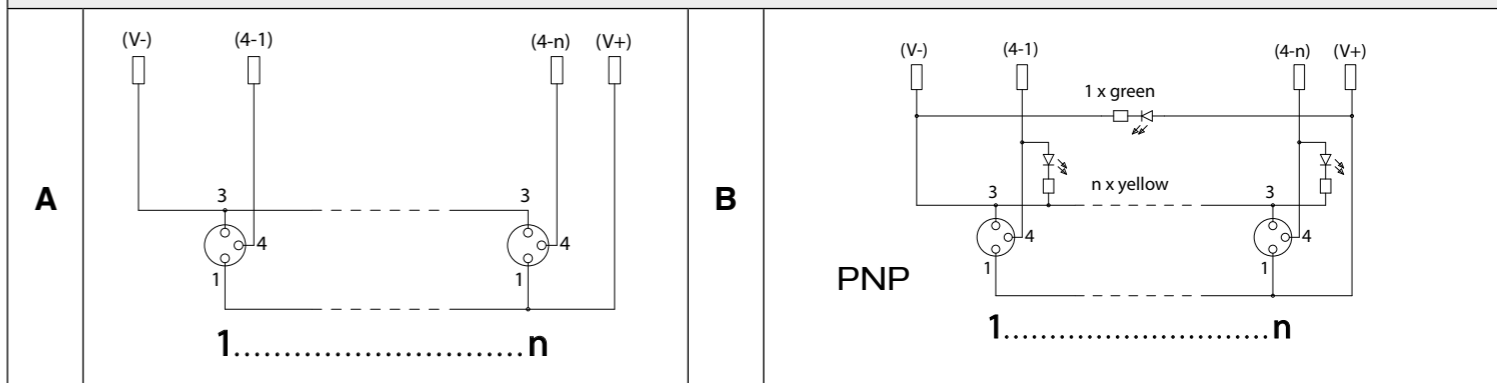 A
(V-) (4-1) (4-n) (V+)
3 3
4 4
1 1
1..............................n
B
(V-) (4-1) (4-n) (V+)
1 x green
n x yellow
3 3
4 4
1 1
PNP
1............................n